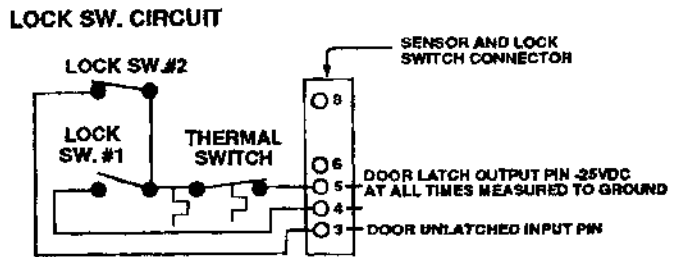 LOCK SW. CIRCUIT
SENSOR AND LOCK
SWITCH CONNECTOR
LOCK SW.#2
8
LOCK
SW. #1
THERMAL
SWITCH
6
5
DOOR LATCH OUTPUT PIN -25VDC
AT ALL TIMES MEASURED TO GROUND
4
3
DOOR UNLATCHED INPUT PIN